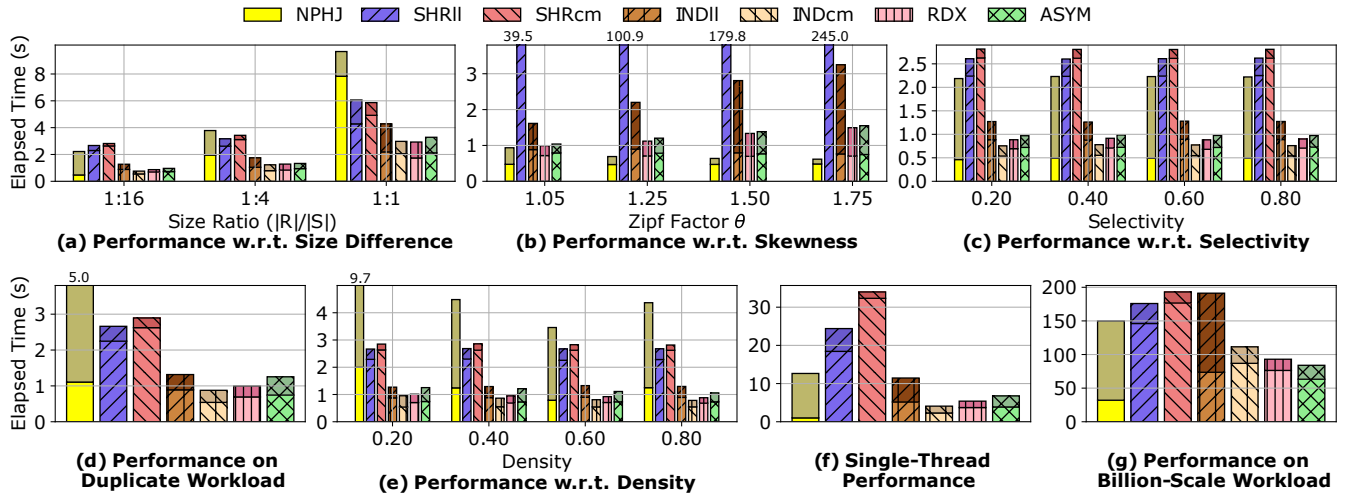 NPHJ SHRll SHRcm INDll INDcm RDX ASYM
Elapsed Time (s)
8
6
4
2
0
1:16 1:4 1:1
Size Ratio (|R|/|S|)
(a) Performance w.r.t. Size Difference
39.5 100.9 179.8 245.0
3
2
1
0
1.05 1.25 1.50 1.75
Zipf Factor θ
(b) Performance w.r.t. Skewness
2.5
2.0
1.5
1.0
0.5
0.0
0.20 0.40 0.60 0.80
Selectivity
(c) Performance w.r.t. Selectivity
Elapsed Time (s)
5.0
3
2
1
0
(d) Performance on
Duplicate Workload
9.7
4
3
2
1
0
0.20 0.40 0.60 0.80
Density
(e) Performance w.r.t. Density
30
20
10
0
(f) Single-Thread
Performance
200
150
100
50
0
(g) Performance on
Billion-Scale Workload